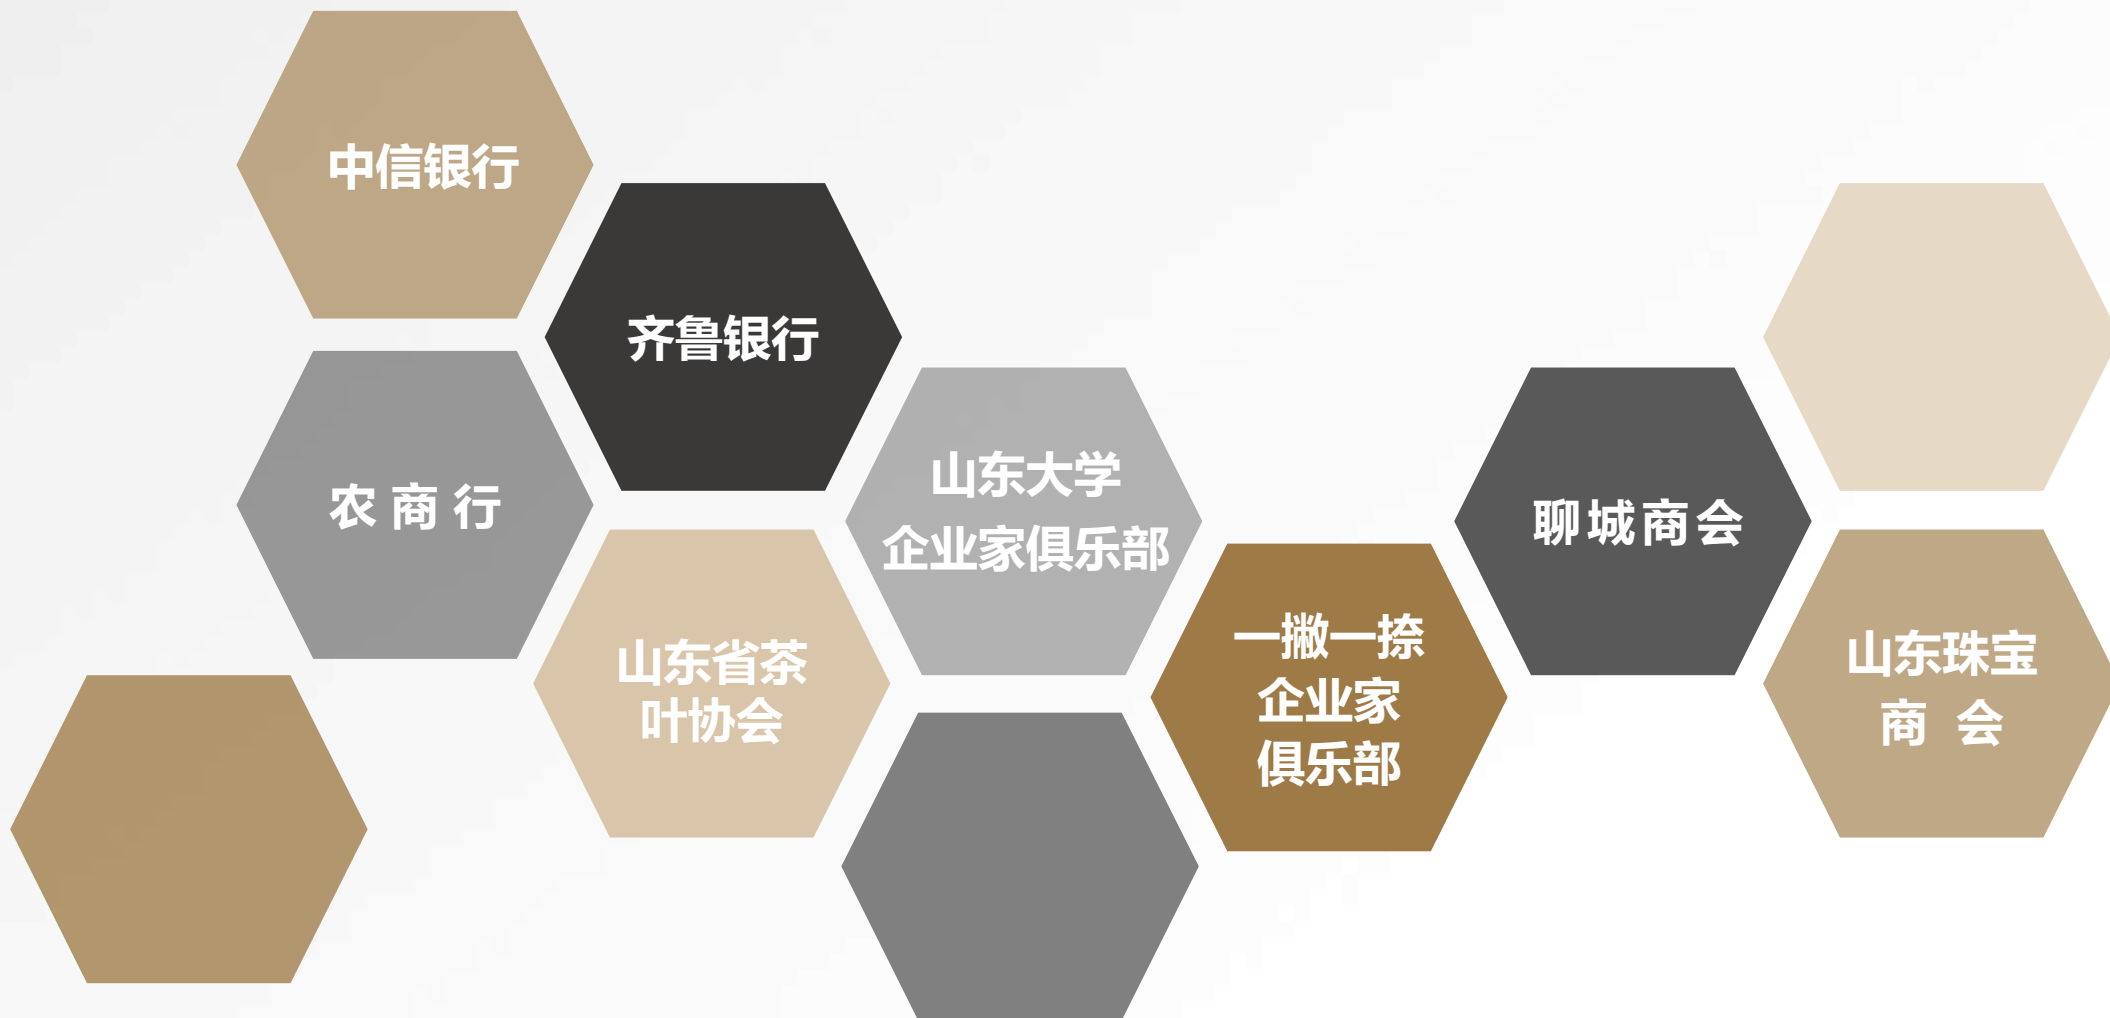 中信银行
齐鲁银行
农商行
山东大学
企业家俱乐部
山东省茶
叶协会
一撇一捺
企业家
俱乐部
聊城商会
山东珠宝
商 会